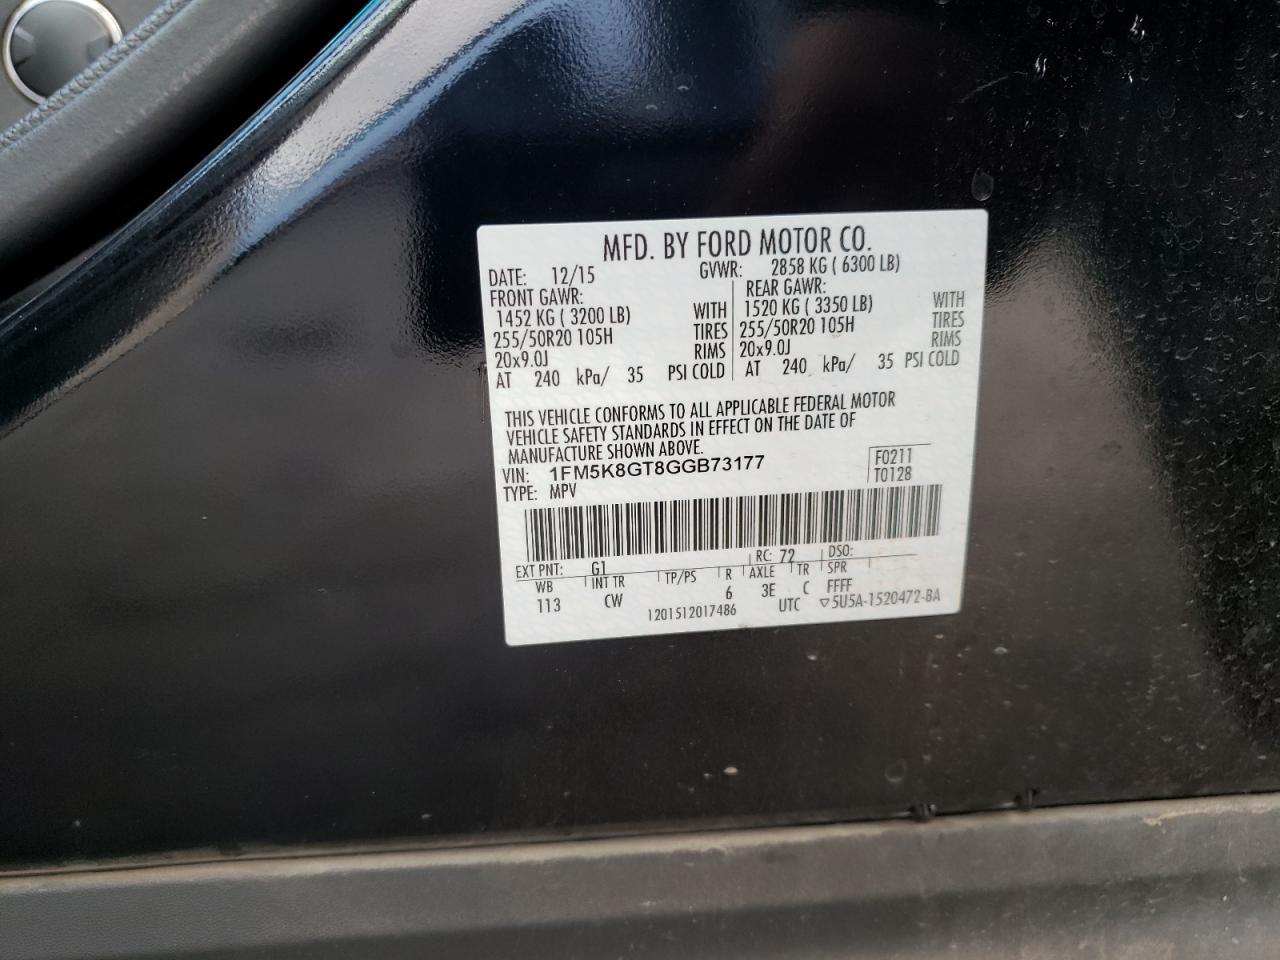 MFD. BY FORD MOTOR CO.
DATE: 12/15 GVWR: 2858 KG ( 6300 LB)
FRONT GAWR: REAR GAWR:
1452 KG ( 3200 LB) WITH 1520 KG ( 3350 LB) WITH
255/50R20 105H TIRES 255/50R20 105H TIRES
20x9.0J RIMS 20x9.0J RIMS
AT 240 kPa/ 35 PSI COLD AT 240 kPa/ 35 PSI COLD
THIS VEHICLE CONFORMS TO ALL APPLICABLE FEDERAL MOTOR
VEHICLE SAFETY STANDARDS IN EFFECT ON THE DATE OF
MANUFACTURE SHOWN ABOVE.
VIN: 1FM5K8GT8GGB73177 F0211
TYPE: MPV T0128
EXT PNT: G1 RC: 72 DSO:
WB INT TR TP/PS R AXLE TR SPR
113 CW 6 3E C FFFF
1201512017486 UTC ▽5U5A-1520472-BA